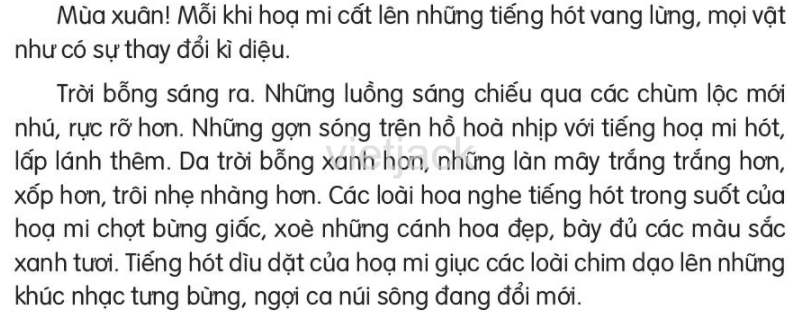 Mùa xuân! Mỗi khi hoạ mi cất lên những tiếng hót vang lừng, mọi vật
như có sự thay đổi kì diệu.
Trời bỗng sáng ra. Những luồng sáng chiếu qua các chùm lộc mới
nhú, rực rỡ hơn. Những gợn sóng trên hồ hoà nhịp với tiếng hoạ mi hót,
lấp lánh thêm. Da trời bỗng xanh hơn, những làn mây trắng trắng hơn,
xốp hơn, trôi nhẹ nhàng hơn. Các loài hoa nghe tiếng hót trong suốt của
hoạ mi chợt bừng giấc, xoè những cánh hoa đẹp, bày đủ các màu sắc
xanh tươi. Tiếng hót dìu dặt của hoạ mi giục các loài chim dạo lên những
khúc nhạc tưng bừng, ngợi ca núi sông đang đổi mới.
vietjack